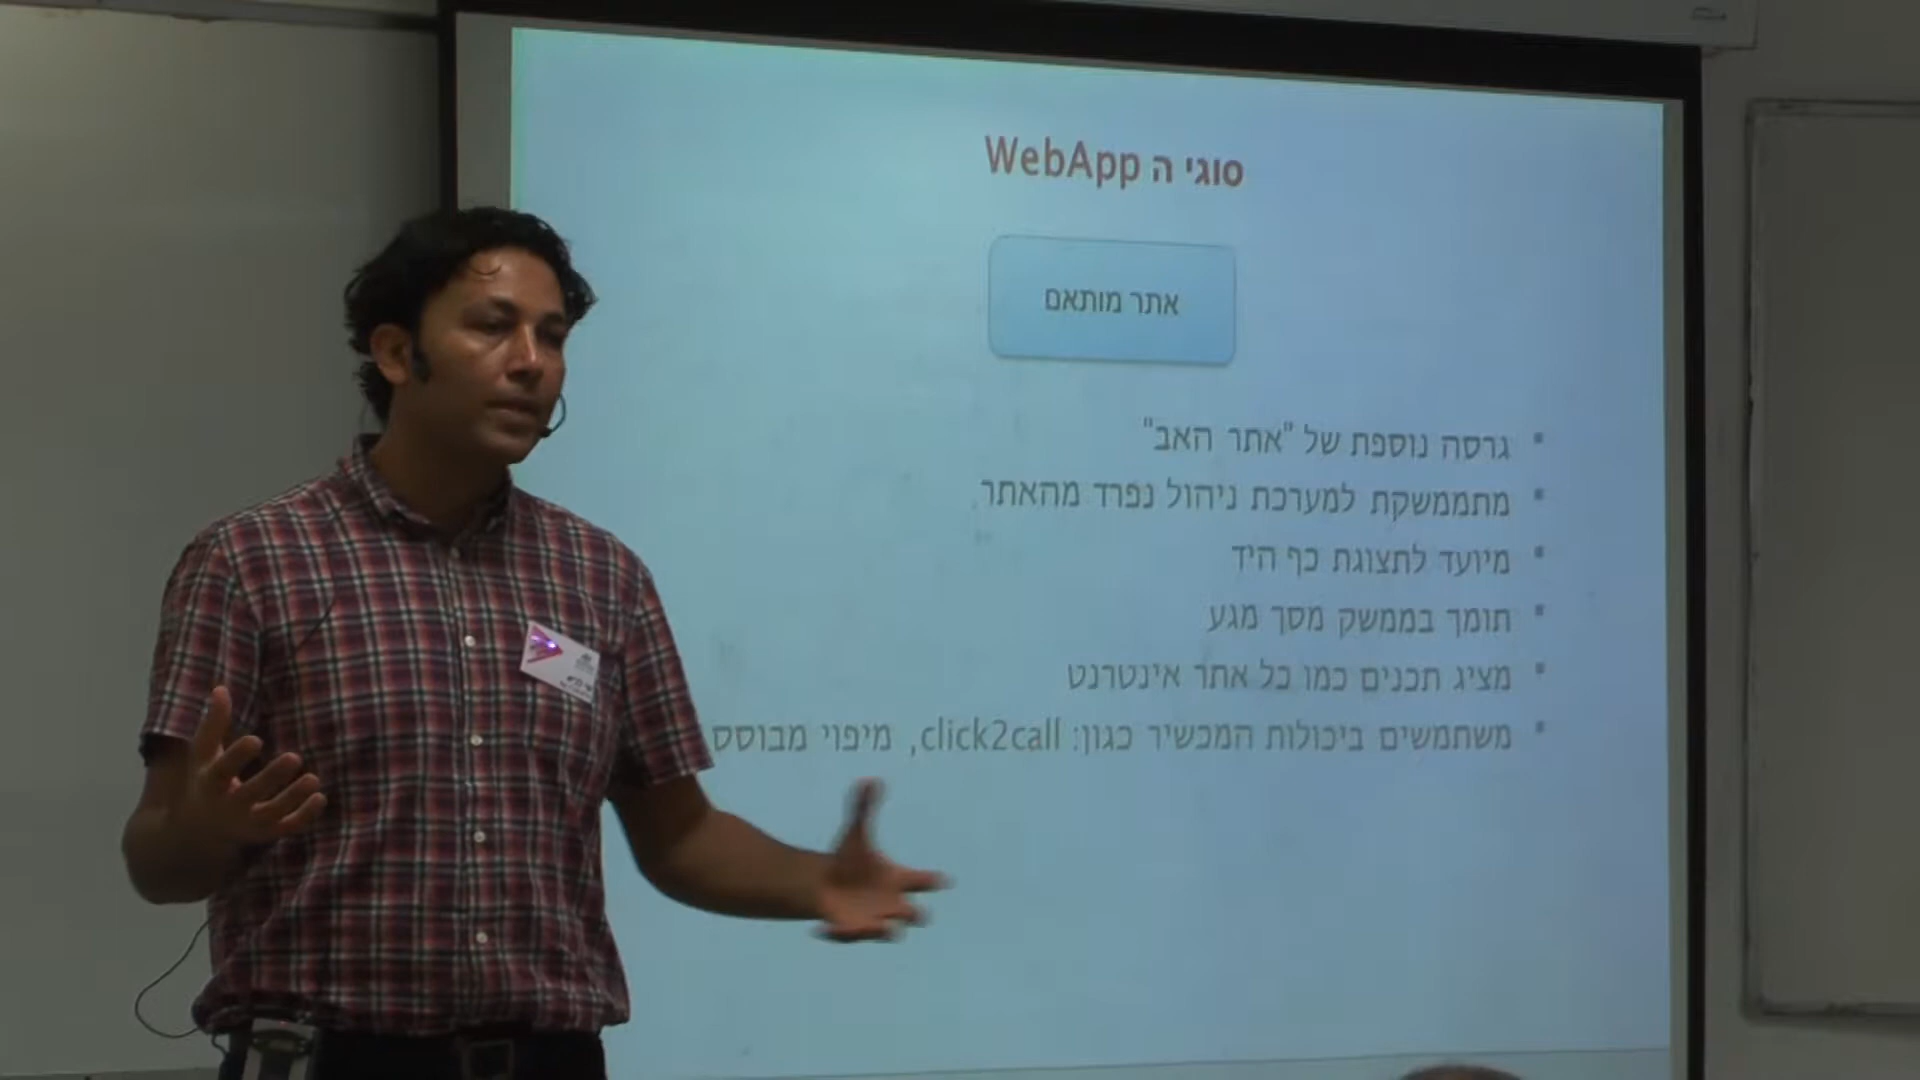 סוגי ה WebApp
אתר מותאם
גרסה נוספת של "אתר האב"
מתממשקת למערכת ניהול נפרד מהאתר
מיועד לתצוגת כף היד
תומך בממשק מסך מגע
מציג תכנים כמו כל אתר אינטרנט
משתמשים ביכולות המכשיר כגון: click2call, מיפוי מבוסס